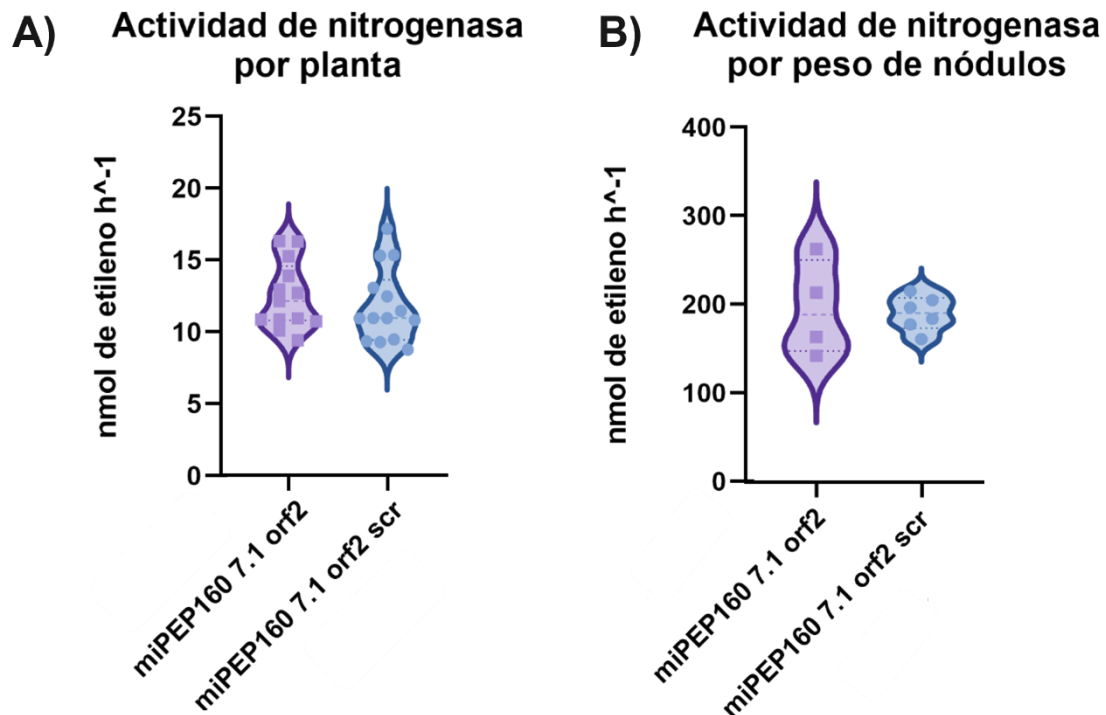 A)
Actividad de nitrogenasa
por planta
nmol de etileno h^-1
25
20
15
10
5
0
miPEP160 7.1 orf2
miPEP160 7.1 orf2 scr
B)
Actividad de nitrogenasa
por peso de nódulos
nmol de etileno h^-1
400
300
200
100
0
miPEP160 7.1 orf2
miPEP160 7.1 orf2 scr